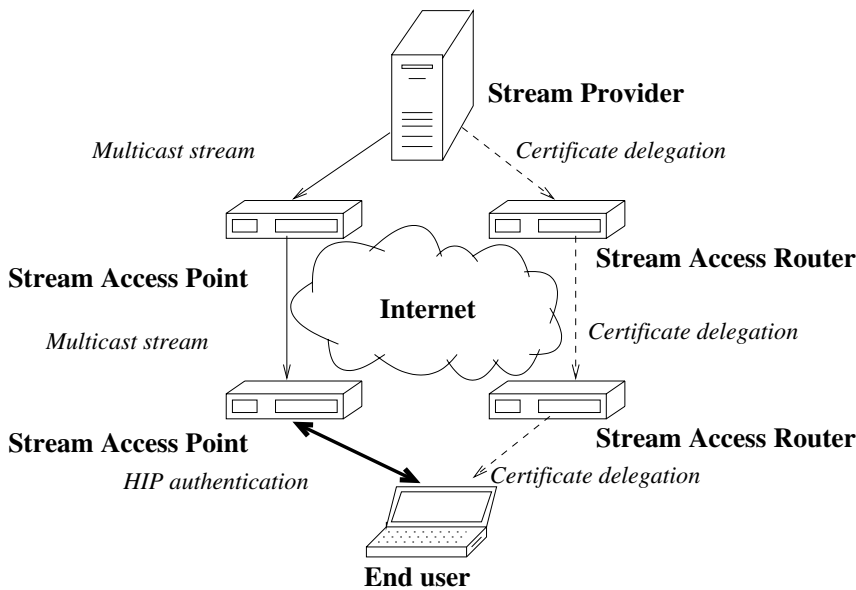 Stream Provider
Multicast stream
Certificate delegation
Stream Access Point
Stream Access Router
Internet
Multicast stream
Certificate delegation
Stream Access Point
Stream Access Router
HIP authentication
Certificate delegation
End user